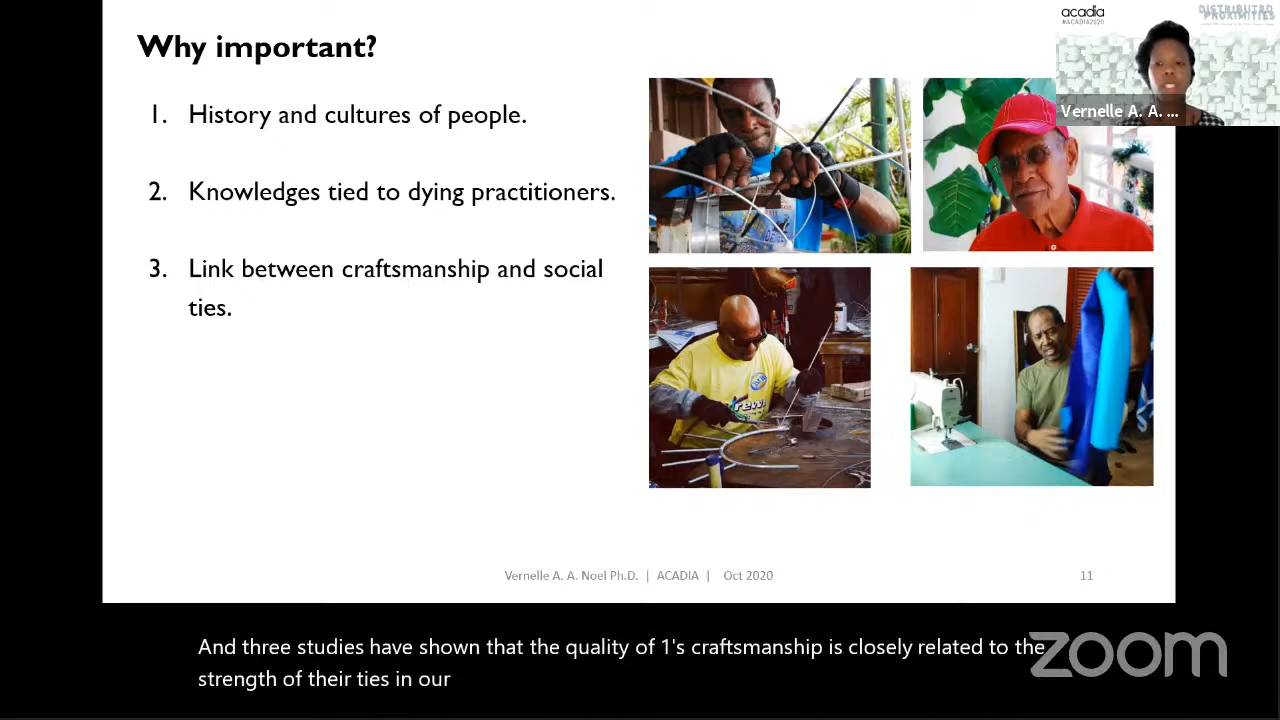 Why important?
acadia
#ACADIA2020
DISTRIBUTED
PROXIMITIES
Vernelle A. A. ...
1. History and cultures of people.
2. Knowledges tied to dying practitioners.
3. Link between craftsmanship and social
ties.
Vernelle A. A. Noel Ph.D. | ACADIA | Oct 2020
11
And three studies have shown that the quality of 1's craftsmanship is closely related to the
strength of their ties in our
zoom